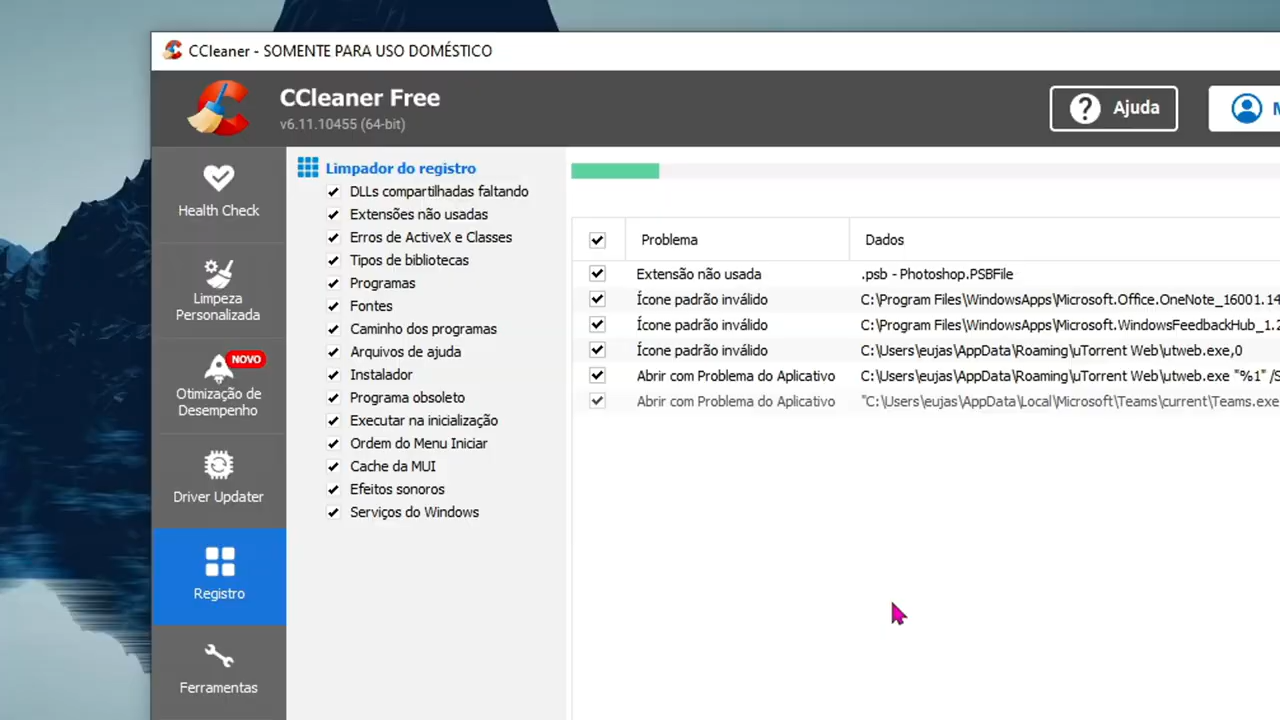 CCleaner - SOMENTE PARA USO DOMÉSTICO
CCleaner Free
v6.11.10455 (64-bit)
Ajuda
Health Check
Limpeza
Personalizada
NOVO
Otimização de
Desempenho
Driver Updater
Registro
Ferramentas
Limpador do registro
DLLs compartilhadas faltando
Extensões não usadas
Erros de ActiveX e Classes
Tipos de bibliotecas
Programas
Fontes
Caminho dos programas
Arquivos de ajuda
Instalador
Programa obsoleto
Executar na inicialização
Ordem do Menu Iniciar
Cache da MUI
Efeitos sonoros
Serviços do Windows
Problema Dados
Extensão não usada .psb - Photoshop.PSBFile
Ícone padrão inválido C:\Program Files\WindowsApps\Microsoft.Office.OneNote_16001.14
Ícone padrão inválido C:\Program Files\WindowsApps\Microsoft.WindowsFeedbackHub_1.2
Ícone padrão inválido C:\Users\eujas\AppData\Roaming\uTorrent Web\utweb.exe,0
Abrir com Problema do Aplicativo C:\Users\eujas\AppData\Roaming\uTorrent Web\utweb.exe "%1" /S
Abrir com Problema do Aplicativo "C:\Users\eujas\AppData\Local\Microsoft\Teams\current\Teams.exe